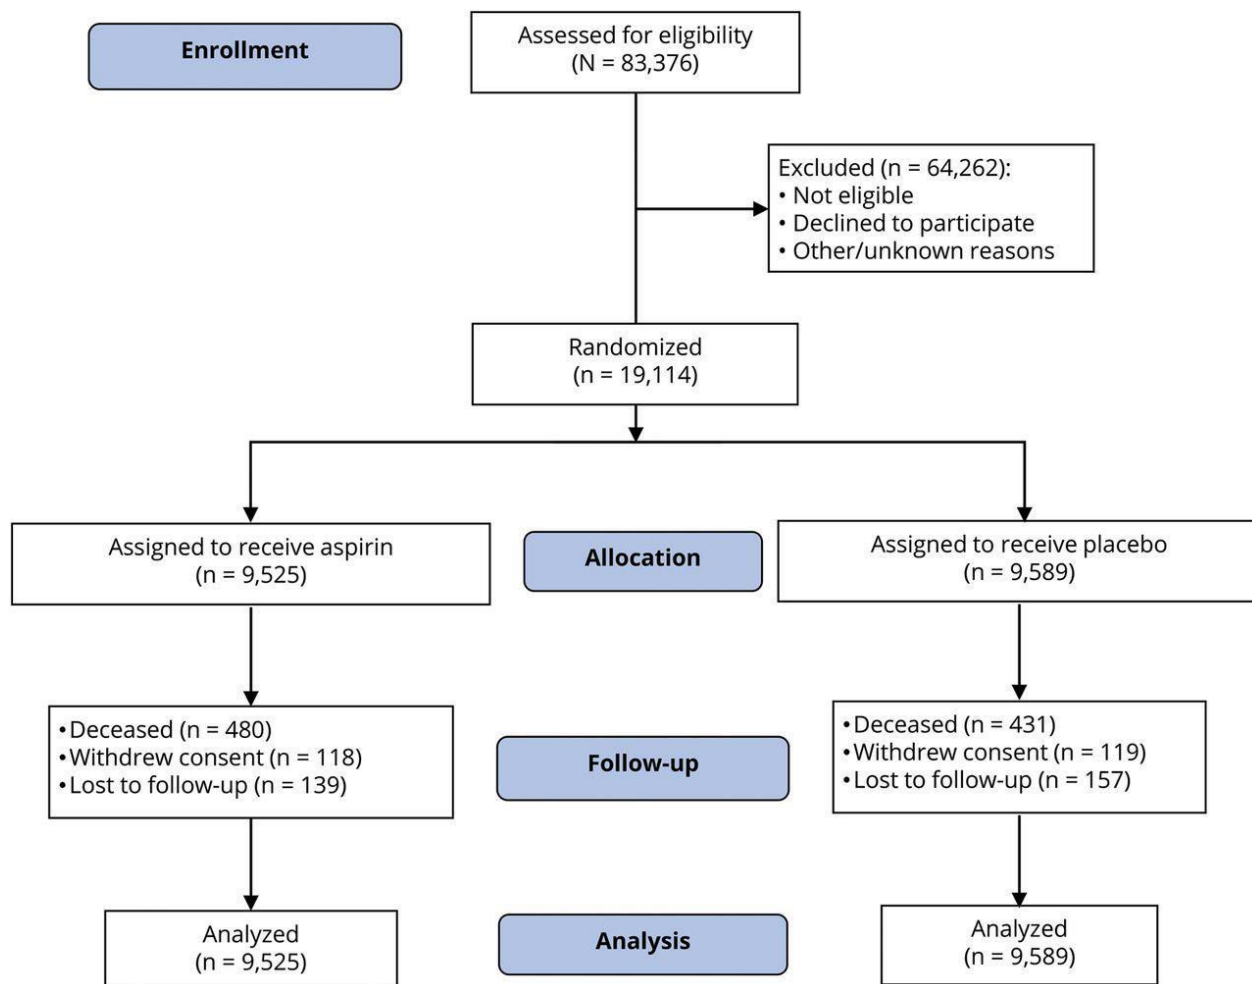 Enrollment
Assessed for eligibility
(N = 83,376)
Excluded (n = 64,262):
• Not eligible
• Declined to participate
• Other/unknown reasons
Randomized
(n = 19,114)
Assigned to receive aspirin
(n = 9,525)
Allocation
Assigned to receive placebo
(n = 9,589)
•Deceased (n = 480)
•Withdrew consent (n = 118)
•Lost to follow-up (n = 139)
Follow-up
•Deceased (n = 431)
•Withdrew consent (n = 119)
•Lost to follow-up (n = 157)
Analyzed
(n = 9,525)
Analysis
Analyzed
(n = 9,589)